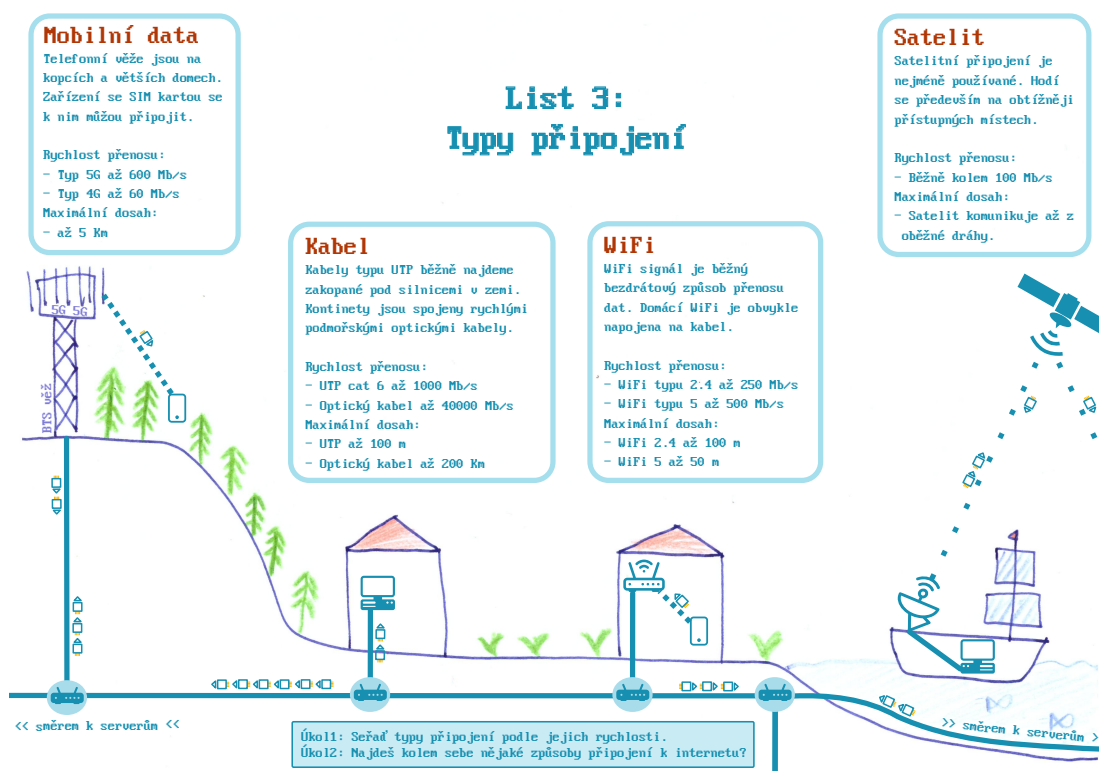 List 3:
Typy připojení
Mobilní data
Telefonní věže jsou na
kopcích a větších domech.
Zařízení se SIM kartou se
k nim můžou připojit.
Rychlost přenosu:
- Typ 5G až 600 Mb/s
- Typ 4G až 60 Mb/s
Maximální dosah:
- až 5 Km
Kabel
Kabely typu UTP běžně najdeme
zakopané pod silnicemi v zemi.
Kontinety jsou spojeny rychlými
podmořskými optickými kabely.
Rychlost přenosu:
- UTP cat 6 až 1000 Mb/s
- Optický kabel až 40000 Mb/s
Maximální dosah:
- UTP až 100 m
- Optický kabel až 200 Km
WiFi
WiFi signál je běžný
bezdrátový způsob přenosu
dat. Domácí WiFi je obvykle
napojena na kabel.
Rychlost přenosu:
- WiFi typu 2.4 až 250 Mb/s
- WiFi typu 5 až 500 Mb/s
Maximální dosah:
- WiFi 2.4 až 100 m
- WiFi 5 až 50 m
Satelit
Satelitní připojení je
nejméně používané. Hodí
se především na obtížněji
přístupných místech.
Rychlost přenosu:
- Běžně kolem 100 Mb/s
Maximální dosah:
- Satelit komunikuje až z
oběžné dráhy.
5G 5G
BTS věž
<< směrem k serverům <<
>> směrem k serverům >
Úkol1: Seřaď typy připojení podle jejich rychlosti.
Úkol2: Najdeš kolem sebe nějaké způsoby připojení k internetu?